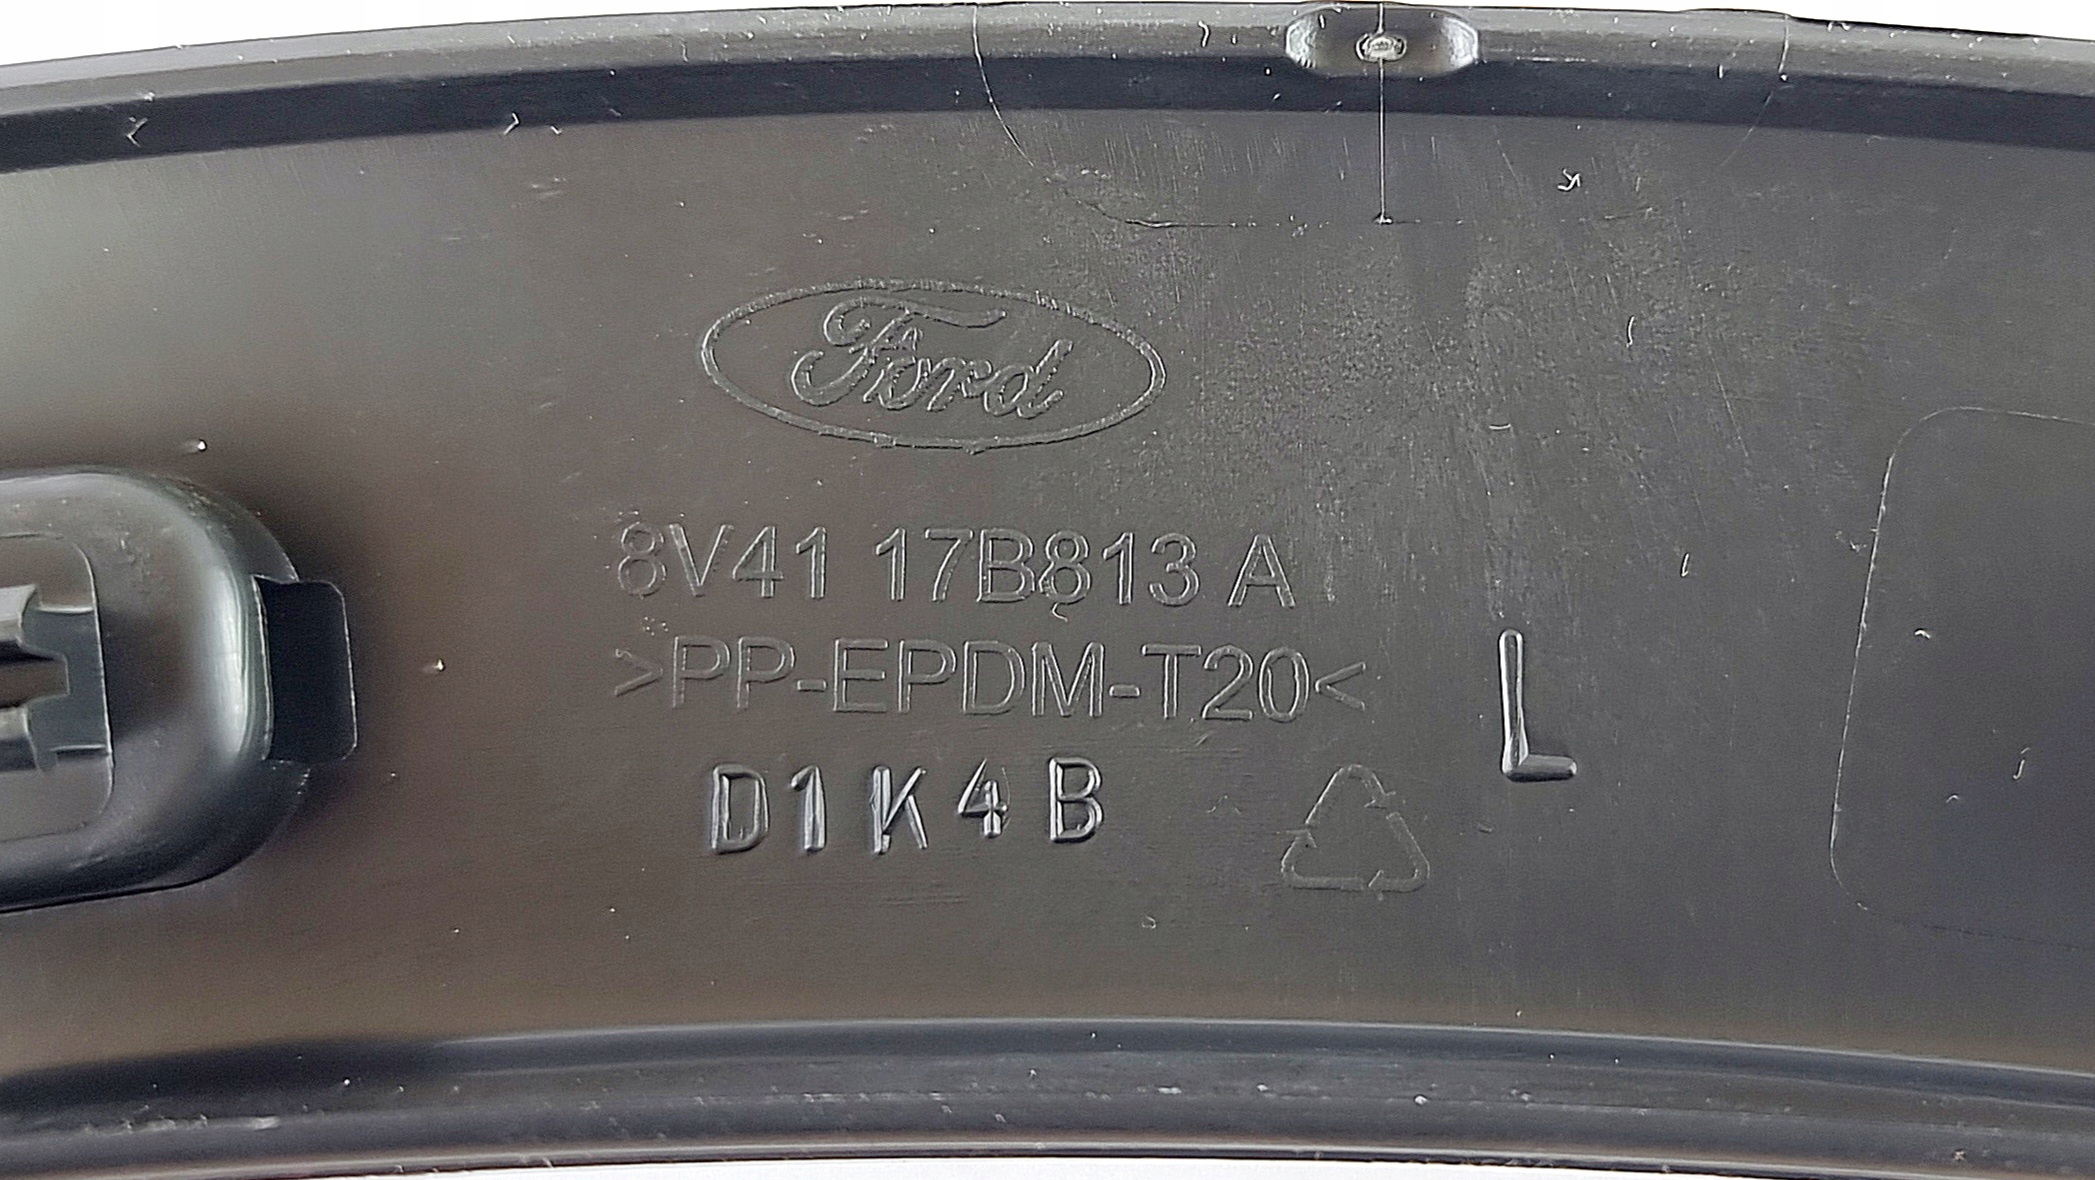 Ford
8V41 17B813 A
>PP-EPDM-T20<
L
D1K4B